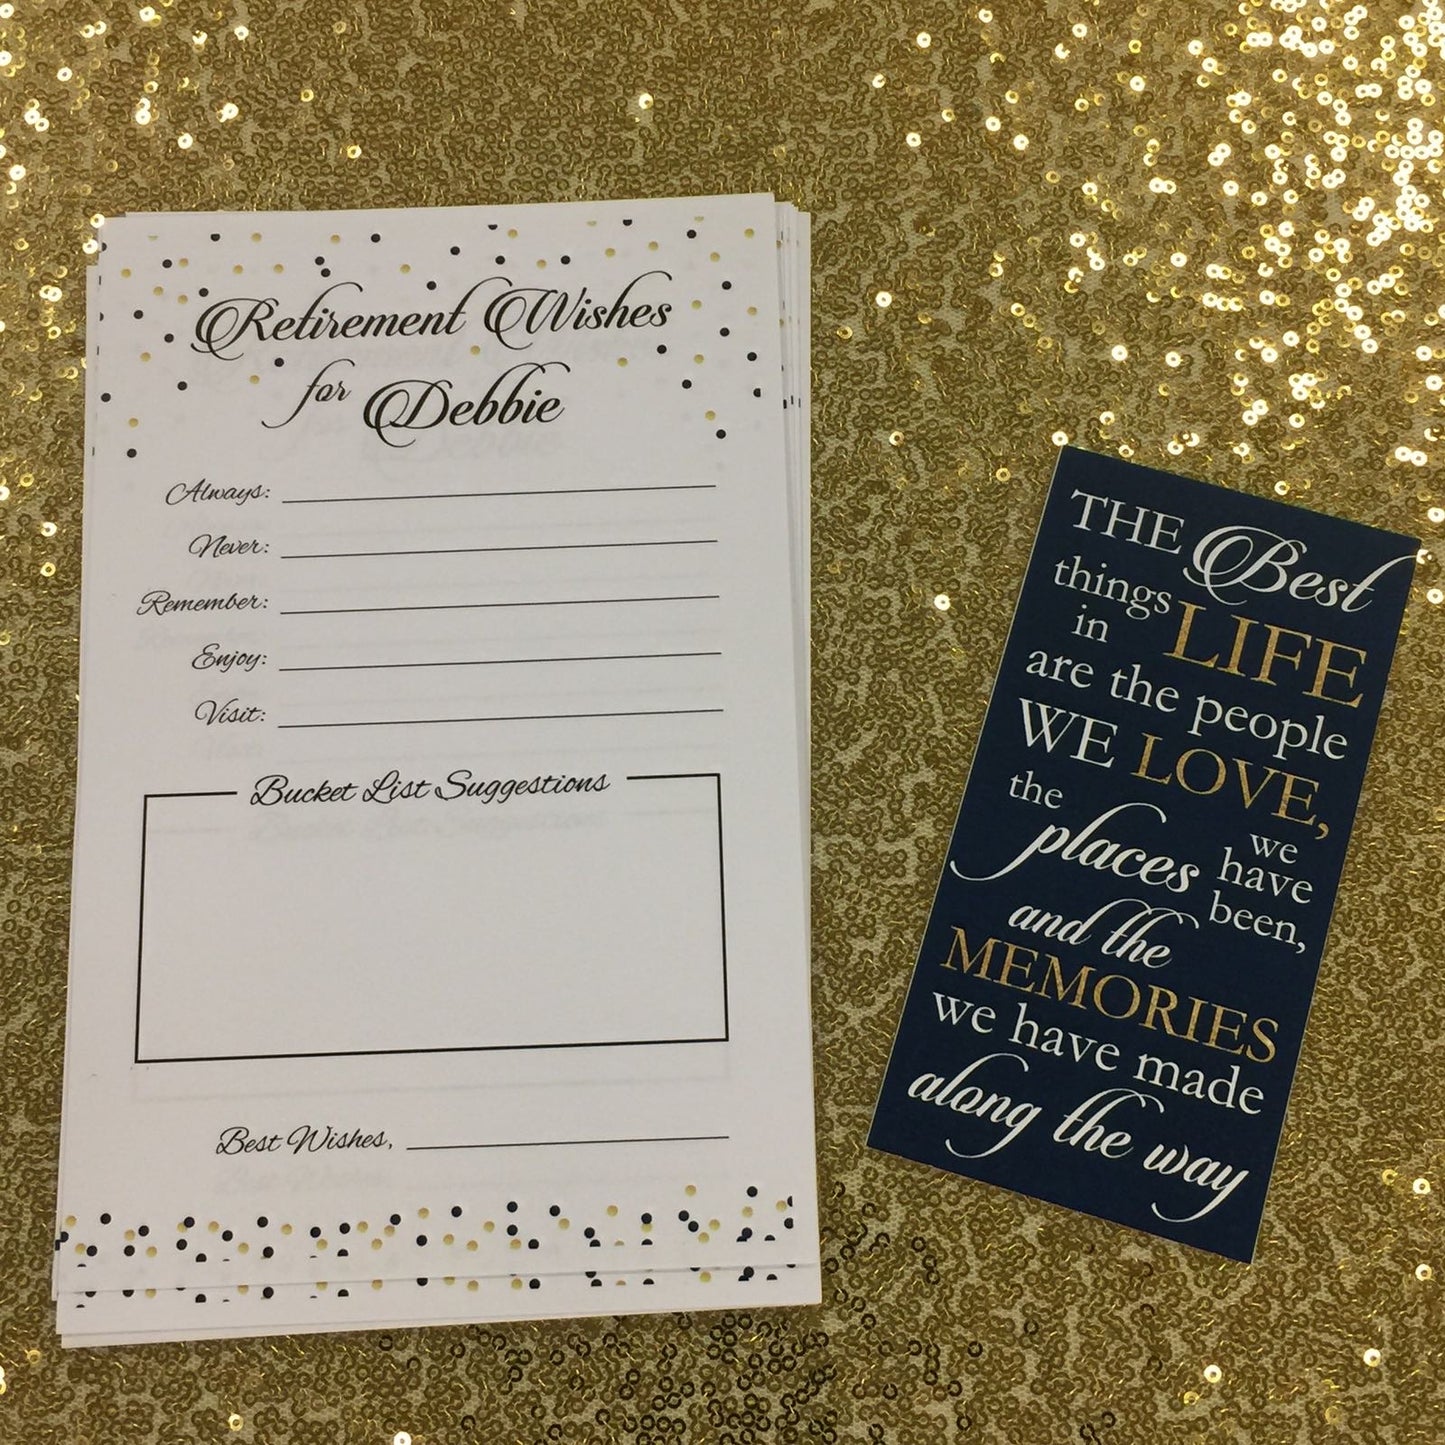 Retirement Wishes
for Debbie
Always:
Never:
Remember:
Enjoy:
Visit:
Bucket List Suggestions
Best Wishes,
THE Best
things
in LIFE
are the people
WE LOVE,
the places
we
have
been,
and the
MEMORIES
we have made
along the way